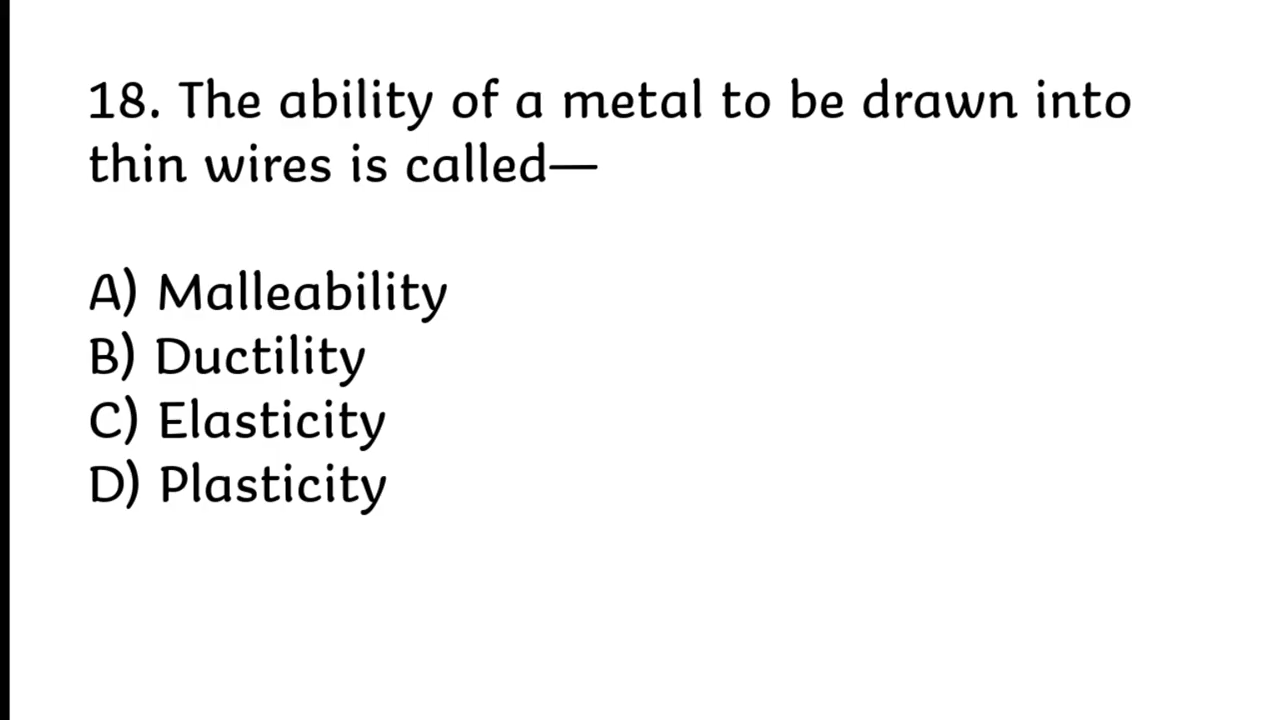 18. The ability of a metal to be drawn into
thin wires is called—
A) Malleability
B) Ductility
C) Elasticity
D) Plasticity